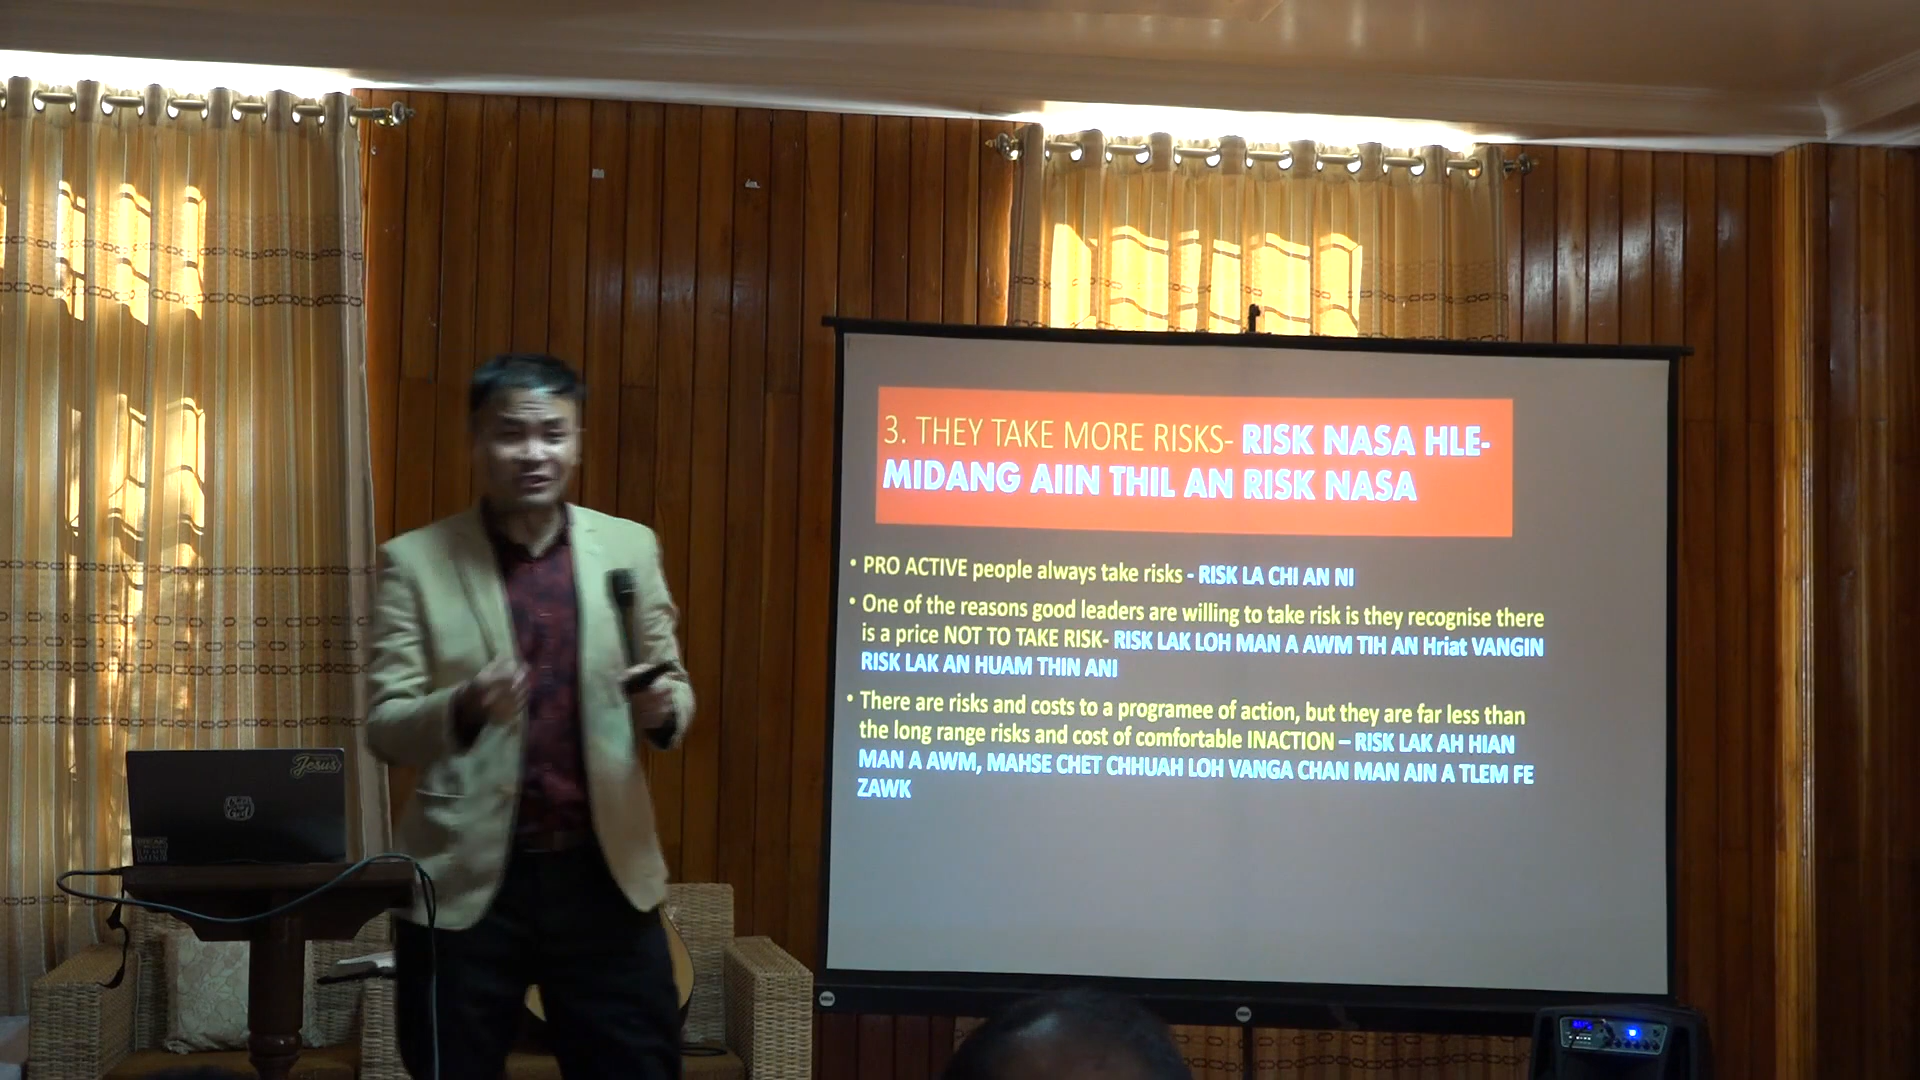 3. THEY TAKE MORE RISKS- RISK NASA HLE-
MIDANG AIIN THIL AN RISK NASA
• PRO ACTIVE people always take risks - RISK LA CHI AN NI
• One of the reasons good leaders are willing to take risk is they recognise there
is a price NOT TO TAKE RISK- RISK LAK LOH MAN A AWM TIH AN Hriat VANGIN
RISK LAK AN HUAM THIN ANI
• There are risks and costs to a programee of action, but they are far less than
the long range risks and cost of comfortable INACTION – RISK LAK AH HIAN
MAN A AWM, MAHSE CHET CHHUAH LOH VANGA CHAN MAN AIN A TLEM FE
ZAWK
Jesus
God